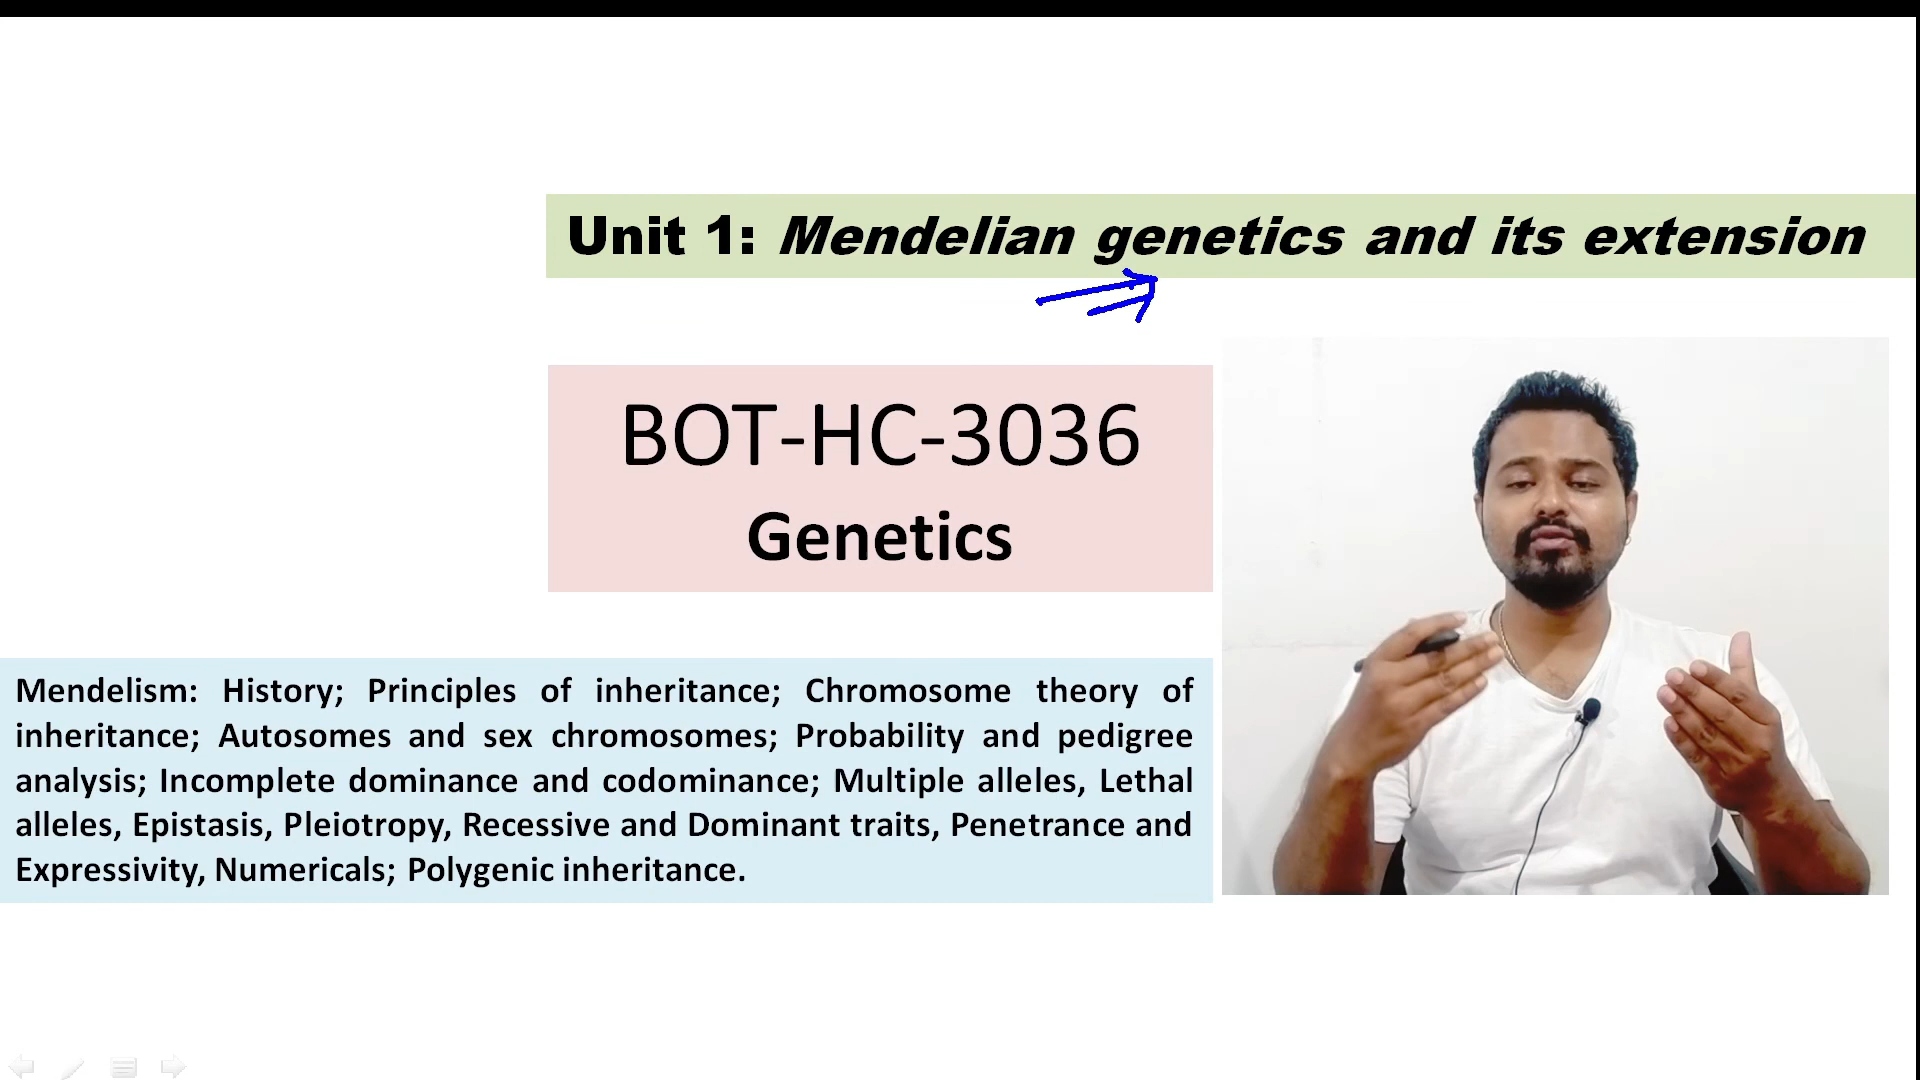 Unit 1: Mendelian genetics and its extension
BOT-HC-3036
Genetics
Mendelism: History; Principles of inheritance; Chromosome theory of
inheritance; Autosomes and sex chromosomes; Probability and pedigree
analysis; Incomplete dominance and codominance; Multiple alleles, Lethal
alleles, Epistasis, Pleiotropy, Recessive and Dominant traits, Penetrance and
Expressivity, Numericals; Polygenic inheritance.